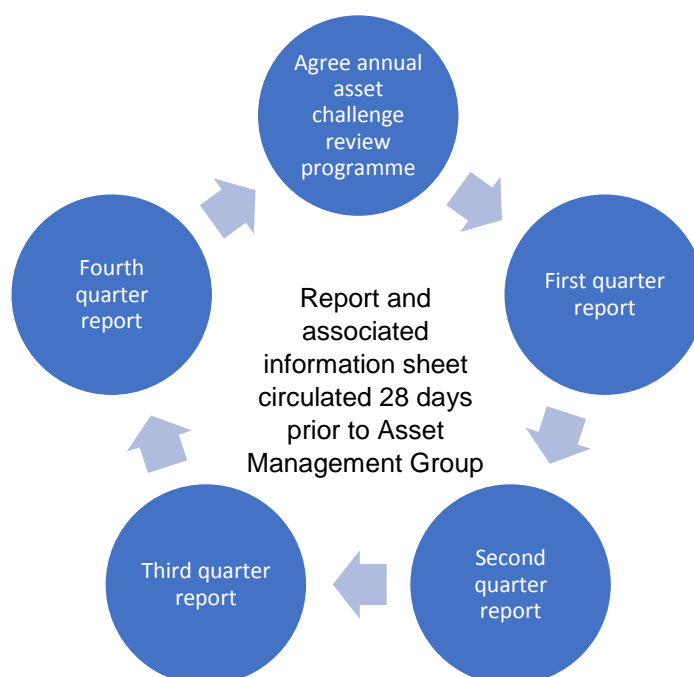 Agree annual
asset
challenge
review
programme
First quarter
report
Second
quarter
report
Third quarter
report
Fourth
quarter
report
Report and
associated
information sheet
circulated 28 days
prior to Asset
Management Group